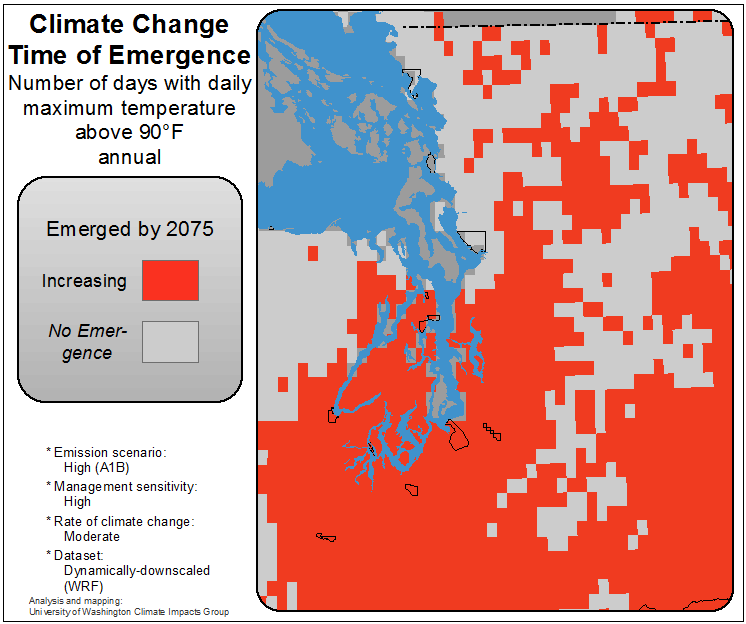 Climate Change
Time of Emergence
Number of days with daily
maximum temperature
above 90°F
annual
Emerged by 2075
Increasing
No Emer-
gence
* Emission scenario:
High (A1B)
* Management sensitivity:
High
* Rate of climate change:
Moderate
* Dataset:
Dynamically-downscaled
(WRF)
Analysis and mapping:
University of Washington Climate Impacts Group